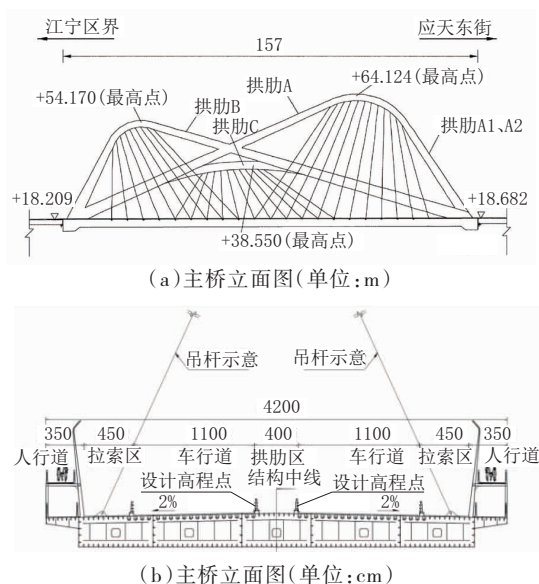 江宁区界 应天东街
157
+64.124(最高点)
+54.170(最高点)
拱肋A
拱肋B
拱肋C
拱肋A1、A2
+18.209
+18.682
+38.550(最高点)
(a)主桥立面图(单位:m)
吊杆示意 吊杆示意
4200
350 450 1100 400 1100 450 350
人行道 拉索区 车行道 拱肋区 车行道 拉索区 人行道
设计高程点 结构中线 设计高程点
2% 2%
(b)主桥立面图(单位:cm)